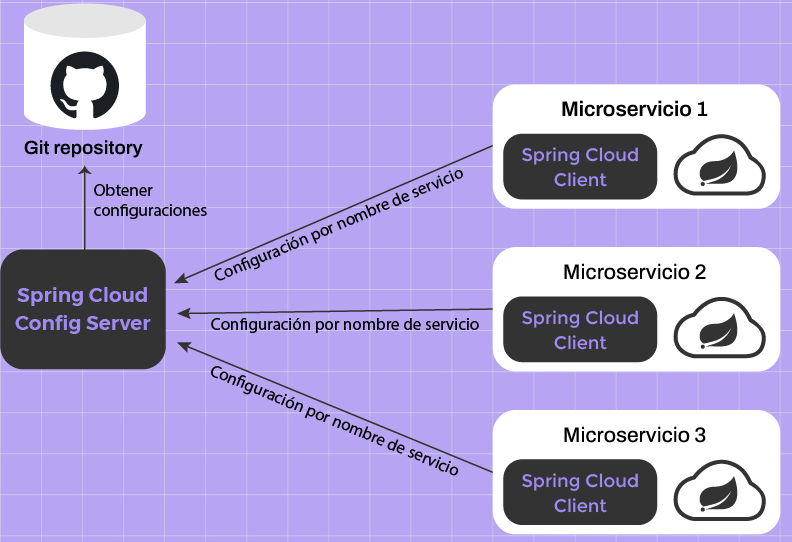 Git repository
Obtener
configuraciones
Spring Cloud
Config Server
Configuración por nombre de servicio
Configuración por nombre de servicio
Configuración por nombre de servicio
Microservicio 1
Spring Cloud
Client
Microservicio 2
Spring Cloud
Client
Microservicio 3
Spring Cloud
Client